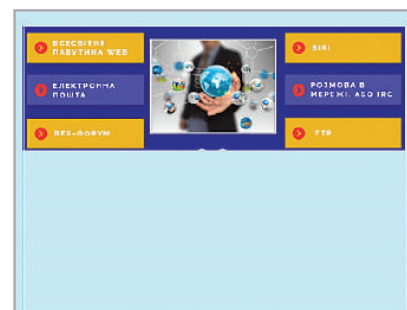 ВСЕСВІТНЯ
ПАВУТИНА WEB
ЕЛЕКТРОННА
ПОШТА
ВЕБ-ФОРУМ
ВІКІ
РОЗМОВА В
МЕРЕЖІ, АБО IRC
FTP